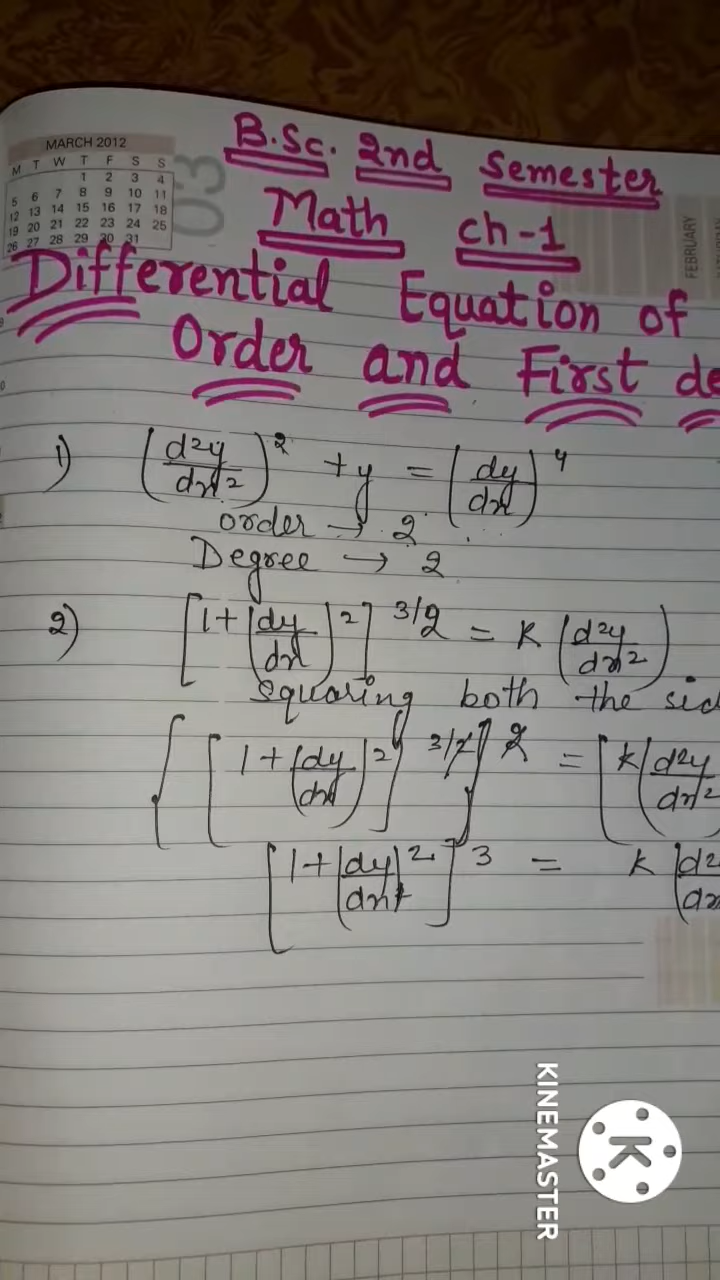 MARCH 2012
M T W T F S S
1 2 3 4
5 6 7 8 9 10 11
12 13 14 15 16 17 18
19 20 21 22 23 24 25
26 27 28 29 30 31
03
FEBRUARY
B.Sc. 2nd Semester
Math ch-1
Differential Equation of
Order and First de
1) (d²y/dx²)² + y = (dy/dx)⁴
order → 2
Degree → 2
2) [1+(dy/dx)²]^3/2 = K (d²y/dx²)
Squaring both the sid
{[1+(dy/dx)²]^3/2}² = [K(d²y/dx²
[1+(dy/dx)²]³ = K (d2
dx
KINEMASTER
K